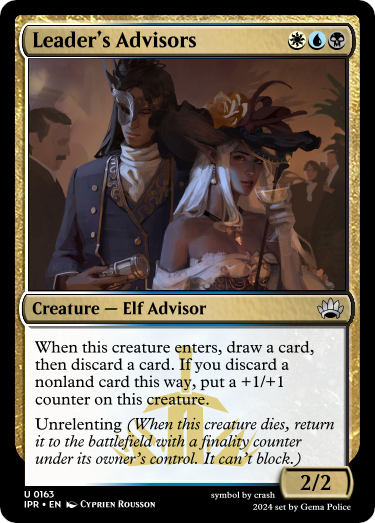 Leader's Advisors
Creature — Elf Advisor
When this creature enters, draw a card,
then discard a card. If you discard a
nonland card this way, put a +1/+1
counter on this creature.
Unrelenting (When this creature dies, return
it to the battlefield with a finality counter
under its owner's control. It can't block.)
2/2
U 0163
IPR • EN Cyprien Rousson
symbol by crash
2024 set by Gema Police